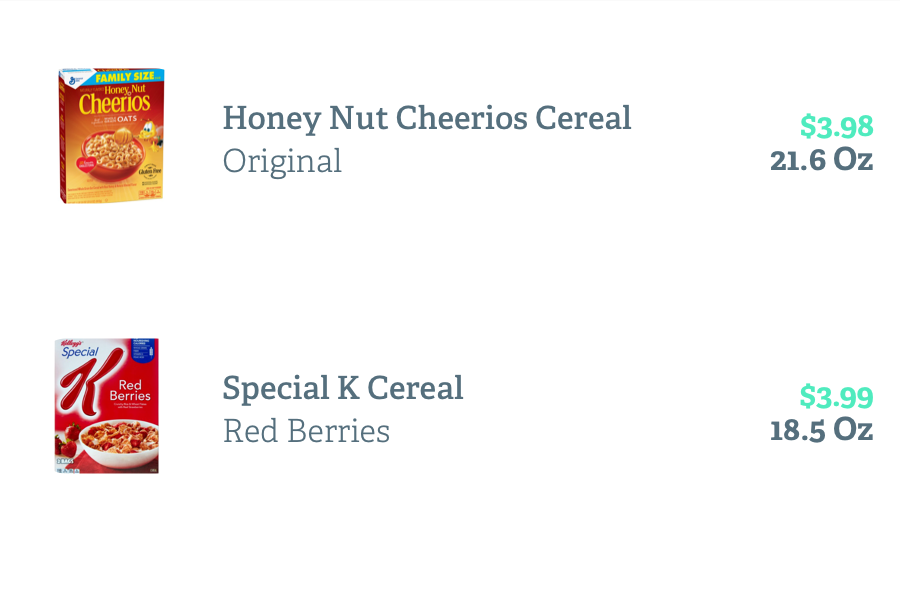 FAMILY SIZE
Honey Nut
Cheerios
OATS
Gluten Free
Honey Nut Cheerios Cereal
Original
$3.98
21.6 Oz
Kellogg's
Special
K
Red
Berries
Special K Cereal
Red Berries
$3.99
18.5 Oz